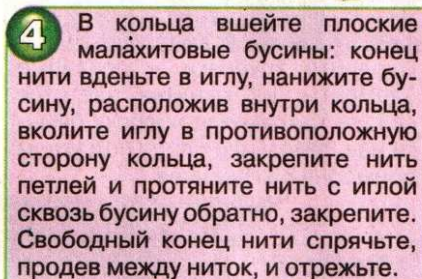 4
В кольца вшейте плоские
малахитовые бусины: конец
нити вденьте в иглу, нанижите бу-
сину, расположив внутри кольца,
вколите иглу в противоположную
сторону кольца, закрепите нить
петлей и протяните нить с иглой
сквозь бусину обратно, закрепите.
Свободный конец нити спрячьте,
продев между ниток, и отрежьте.